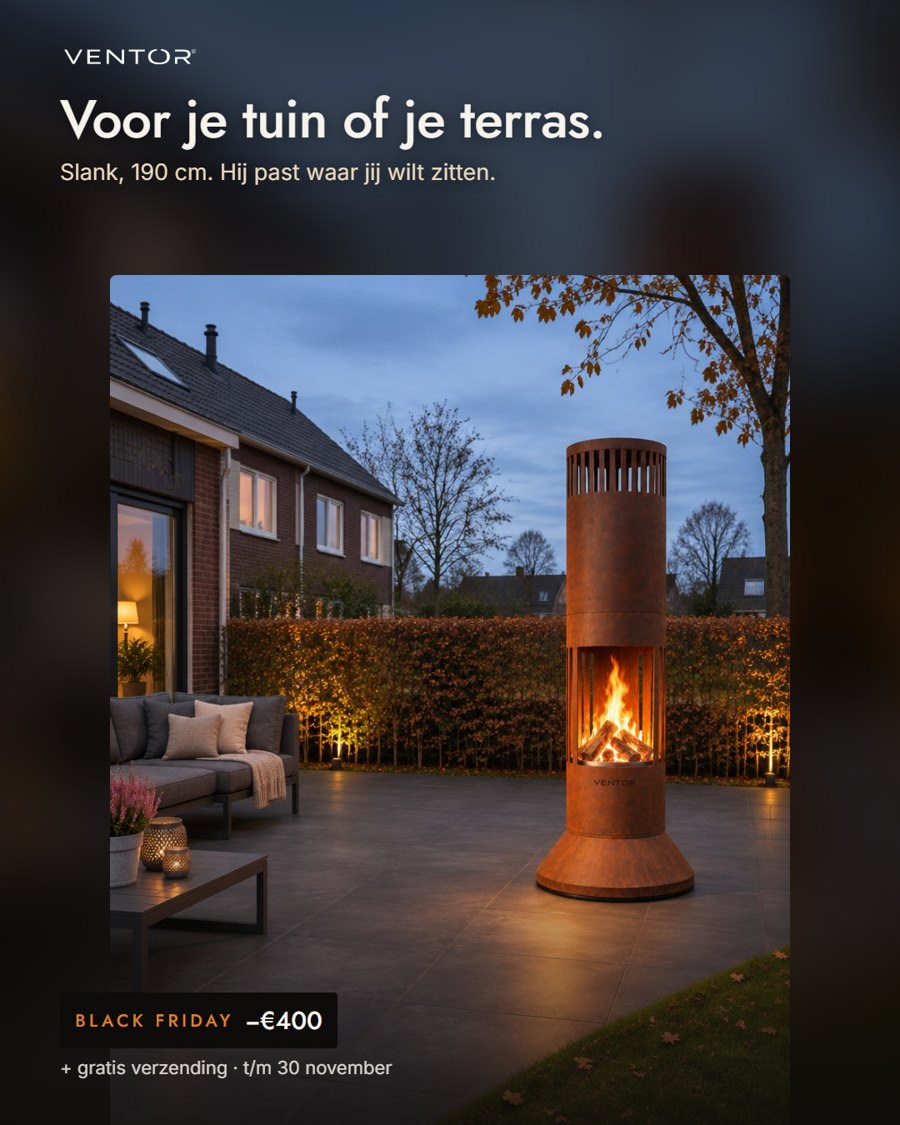 VENTOR®
Voor je tuin of je terras.
Slank, 190 cm. Hij past waar jij wilt zitten.
VENTOR
BLACK FRIDAY –€400
+ gratis verzending · t/m 30 november